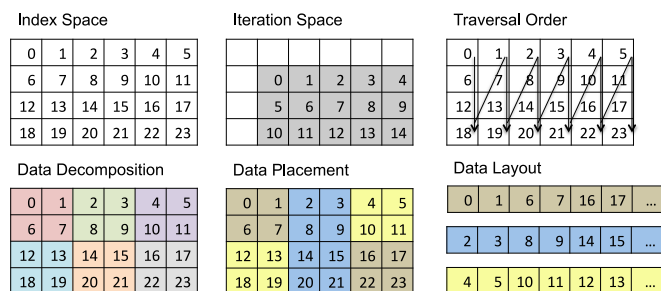 Index Space
0 1 2 3 4 5
6 7 8 9 10 11
12 13 14 15 16 17
18 19 20 21 22 23
Iteration Space
0 1 2 3 4
5 6 7 8 9
10 11 12 13 14
Traversal Order
0 1 2 3 4 5
6 7 8 9 10 11
12 13 14 15 16 17
18 19 20 21 22 23
Data Decomposition
0 1 2 3 4 5
6 7 8 9 10 11
12 13 14 15 16 17
18 19 20 21 22 23
Data Placement
0 1 2 3 4 5
6 7 8 9 10 11
12 13 14 15 16 17
18 19 20 21 22 23
Data Layout
0 1 6 7 16 17 ...
2 3 8 9 14 15 ...
4 5 10 11 12 13 ...